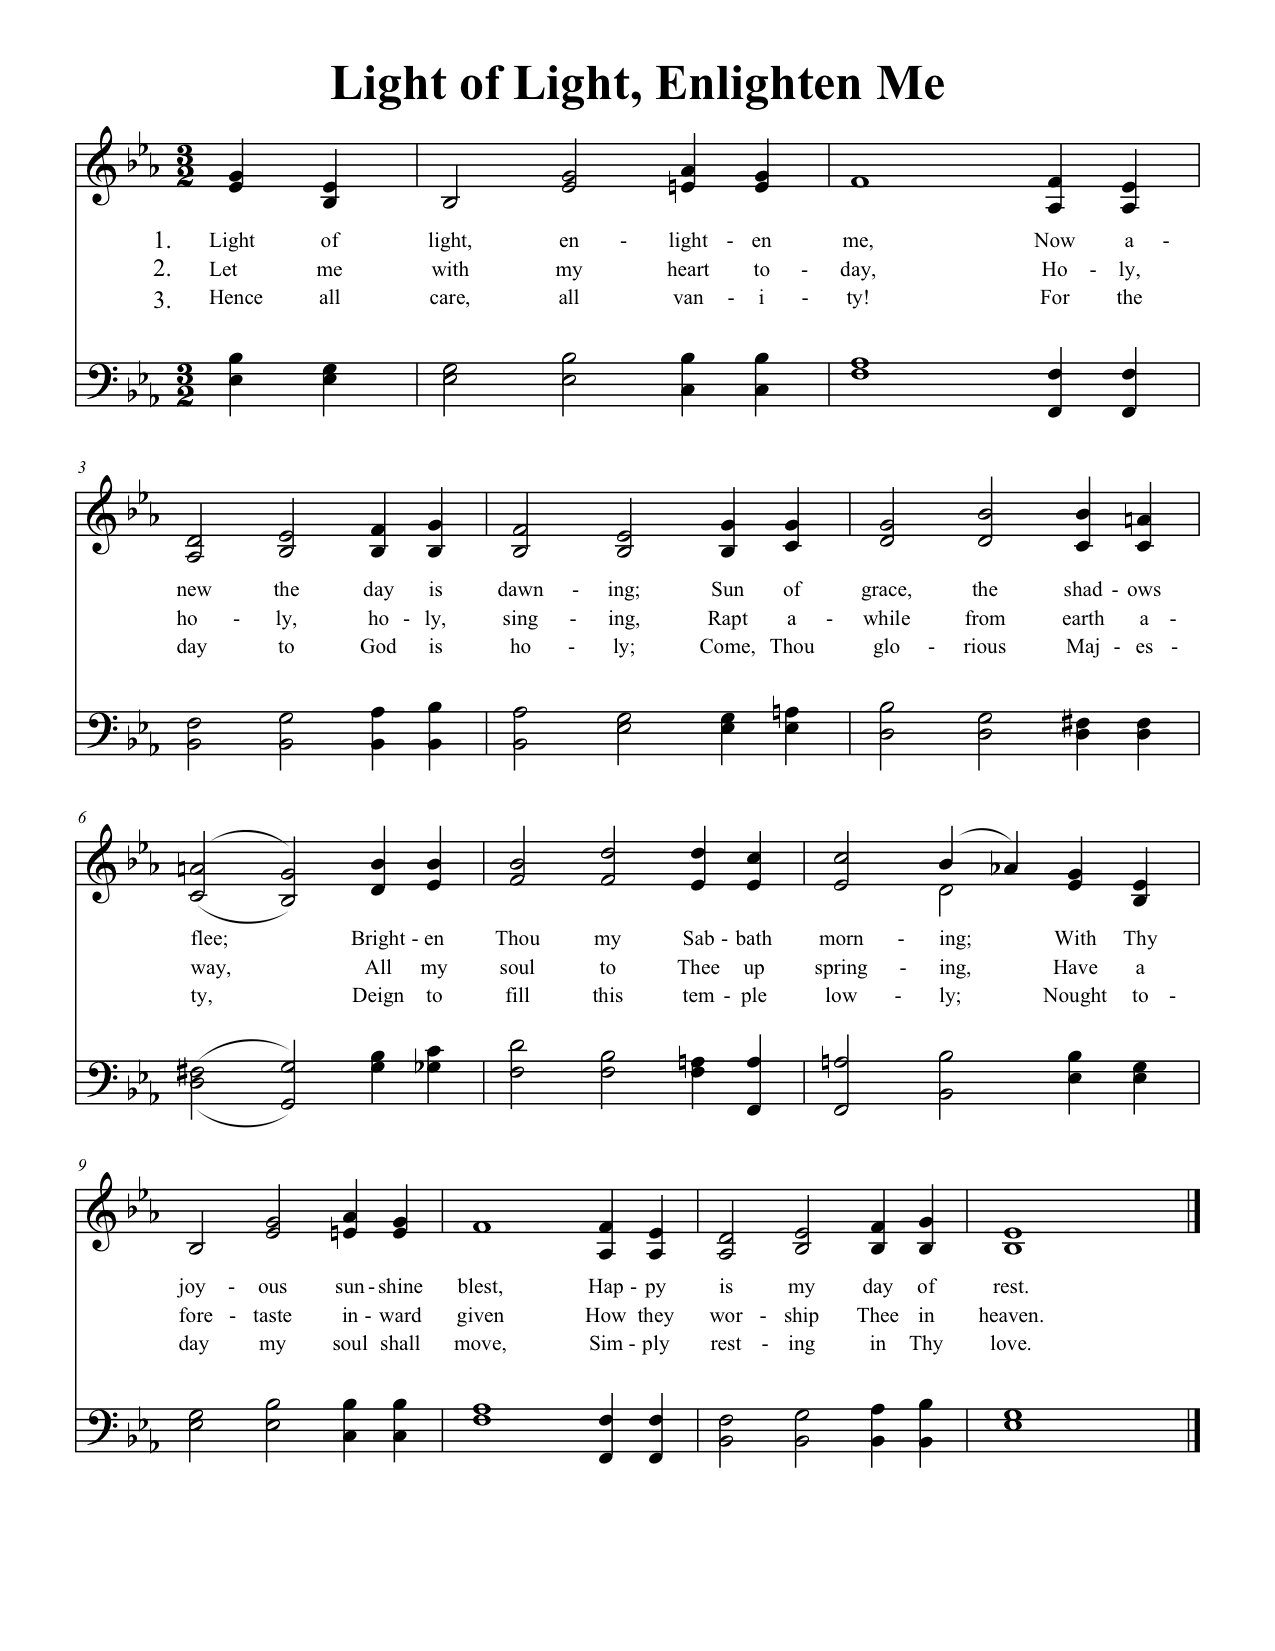 Light of Light, Enlighten Me
1. Light of light, en - light - en me, Now a -
2. Let me with my heart to - day, Ho - ly,
3. Hence all care, all van - i - ty! For the
3
new the day is dawn - ing; Sun of grace, the shad - ows
ho - ly, ho - ly, sing - ing, Rapt a - while from earth a -
day to God is ho - ly; Come, Thou glo - rious Maj - es -
6
flee; Bright - en Thou my Sab - bath morn - ing; With Thy
way, All my soul to Thee up spring - ing, Have a
ty, Deign to fill this tem - ple low - ly; Nought to -
9
joy - ous sun - shine blest, Hap - py is my day of rest.
fore - taste in - ward given How they wor - ship Thee in heaven.
day my soul shall move, Sim - ply rest - ing in Thy love.